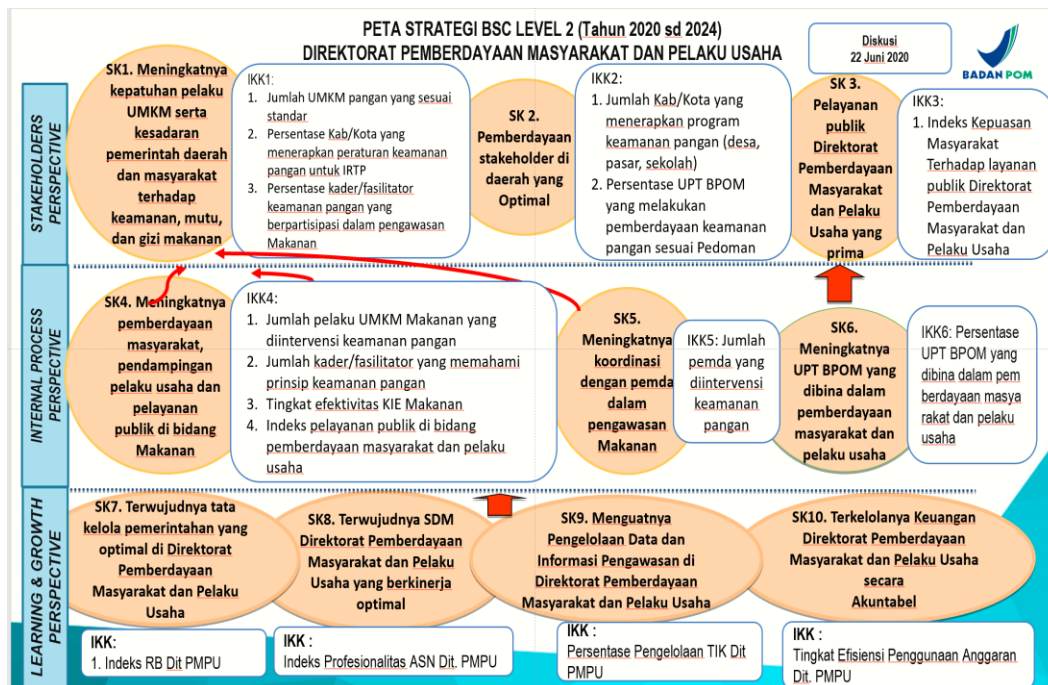 PETA STRATEGI BSC LEVEL 2 (Tahun 2020 sd 2024)
DIREKTORAT PEMBERDAYAAN MASYARAKAT DAN PELAKU USAHA
Diskusi
22 Juni 2020
BADAN POM
STAKEHOLDERS
PERSPECTIVE
SK1. Meningkatnya
kepatuhan pelaku
UMKM serta
kesadaran
pemerintah daerah
dan masyarakat
terhadap
keamanan, mutu,
dan gizi makanan
IKK1:
1. Jumlah UMKM pangan yang sesuai
standar
2. Persentase Kab/Kota yang
menerapkan peraturan keamanan
pangan untuk IRTP
3. Persentase kader/fasilitator
keamanan pangan yang
berpartisipasi dalam pengawasan
Makanan
SK 2.
Pemberdayaan
stakeholder di
daerah yang
Optimal
IKK2:
1. Jumlah Kab/Kota yang
menerapkan program
keamanan pangan (desa,
pasar, sekolah)
2. Persentase UPT BPOM
yang melakukan
pemberdayaan keamanan
pangan sesuai Pedoman
SK 3.
Pelayanan
publik
Direktorat
Pemberdayaan
Masyarakat
dan Pelaku
Usaha yang
prima
IKK3:
1. Indeks Kepuasan
Masyarakat
Terhadap layanan
publik Direktorat
Pemberdayaan
Masyarakat dan
Pelaku Usaha
INTERNAL PROCESS
PERSPECTIVE
SK4. Meningkatnya
pemberdayaan
masyarakat,
pendampingan
pelaku usaha dan
pelayanan
publik di bidang
Makanan
IKK4:
1. Jumlah pelaku UMKM Makanan yang
diintervensi keamanan pangan
2. Jumlah kader/fasilitator yang memahami
prinsip keamanan pangan
3. Tingkat efektivitas KIE Makanan
4. Indeks pelayanan publik di bidang
pemberdayaan masyarakat dan pelaku
usaha
SK5.
Meningkatnya
koordinasi
dengan pemda
dalam
pengawasan
Makanan
IKK5: Jumlah
pemda yang
diintervensi
keamanan
pangan
SK6.
Meningkatnya
UPT BPOM yang
dibina dalam
pemberdayaan
masyarakat dan
pelaku usaha
IKK6: Persentase
UPT BPOM yang
dibina dalam pem
berdayaan masya
rakat dan pelaku
usaha
LEARNING & GROWTH
PERSPECTIVE
SK7. Terwujudnya tata
kelola pemerintahan yang
optimal di Direktorat
Pemberdayaan
Masyarakat dan Pelaku
Usaha
SK8. Terwujudnya SDM
Direktorat Pemberdayaan
Masyarakat dan Pelaku
Usaha yang berkinerja
optimal
SK9. Menguatnya
Pengelolaan Data dan
Informasi Pengawasan di
Direktorat Pemberdayaan
Masyarakat dan Pelaku Usaha
SK10. Terkelolanya Keuangan
Direktorat Pemberdayaan
Masyarakat dan Pelaku Usaha
secara
Akuntabel
IKK:
1. Indeks RB Dit PMPU
IKK :
Indeks Profesionalitas ASN Dit. PMPU
IKK :
Persentase Pengelolaan TIK Dit
PMPU
IKK :
Tingkat Efisiensi Penggunaan Anggaran
Dit. PMPU